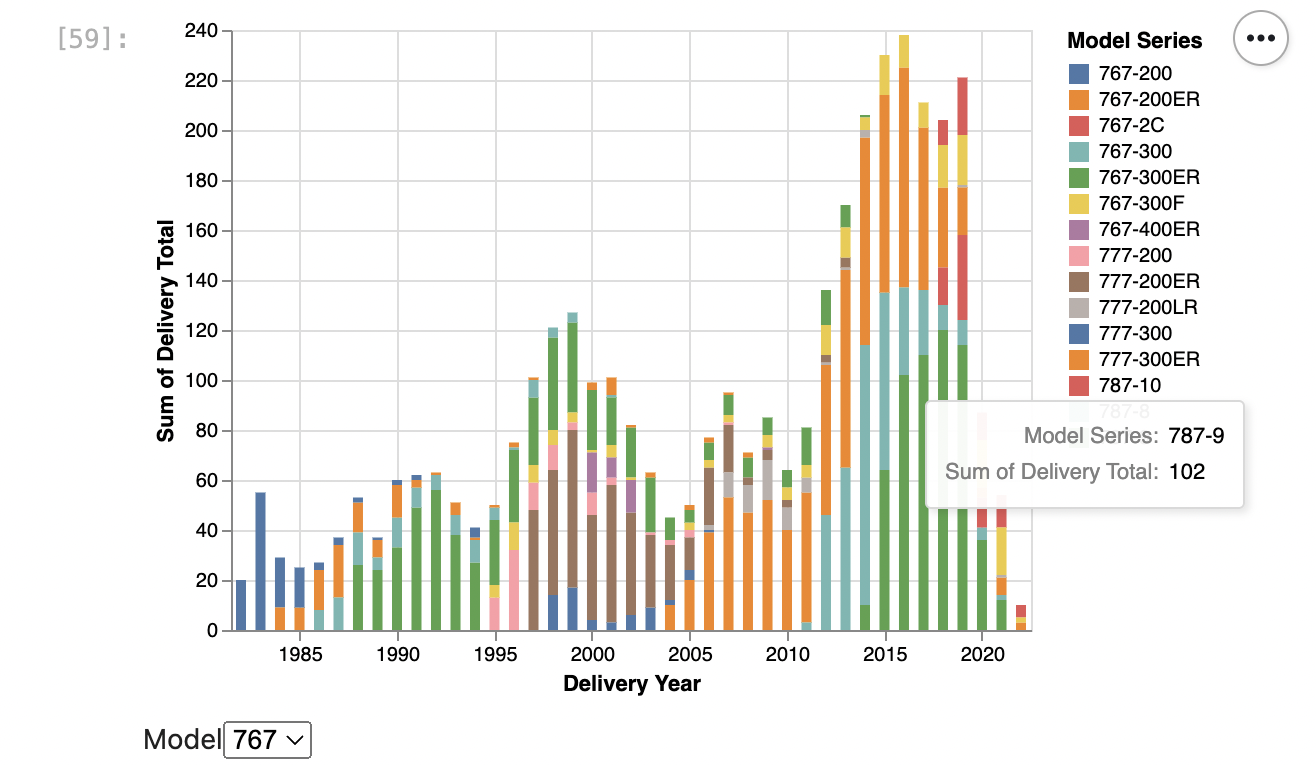 [59]:
240
220
200
180
160
140
120
100
80
60
40
20
0
Sum of Delivery Total
1985 1990 1995 2000 2005 2010 2015 2020
Delivery Year
Model Series
767-200
767-200ER
767-2C
767-300
767-300ER
767-300F
767-400ER
777-200
777-200ER
777-200LR
777-300
777-300ER
787-10
787-8
Model Series: 787-9
Sum of Delivery Total: 102
Model 767